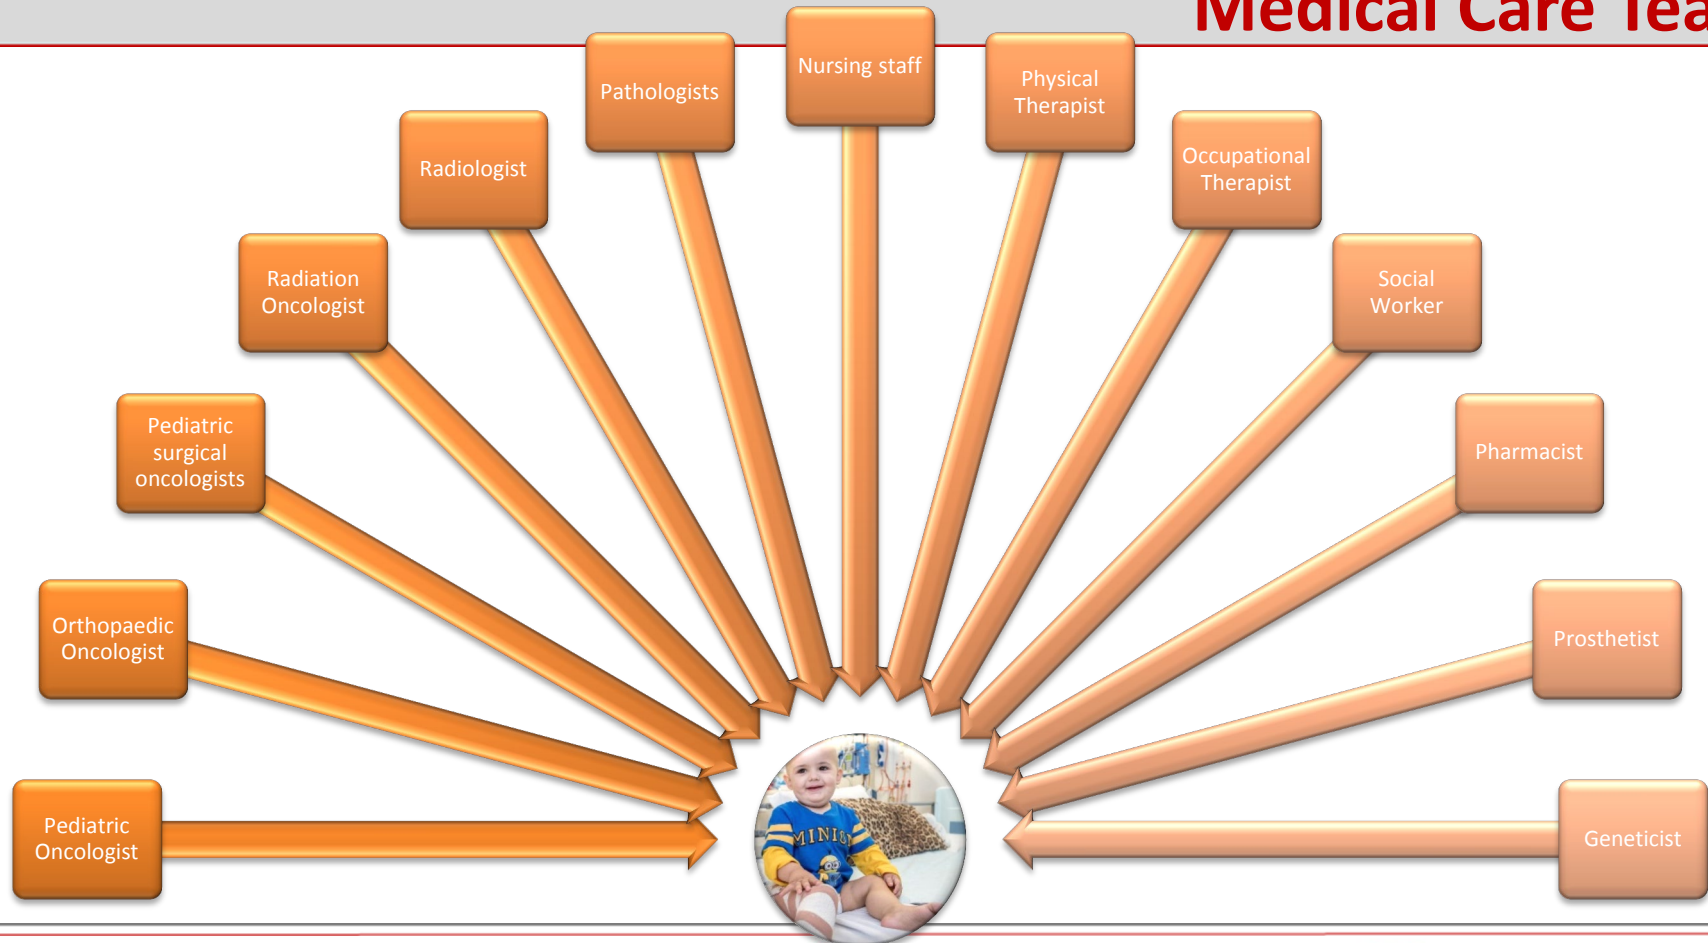 Medical Care Tea
Nursing staff
Pathologists
Physical
Therapist
Radiologist
Occupational
Therapist
Radiation
Oncologist
Social
Worker
Pediatric
surgical
oncologists
Pharmacist
Orthopaedic
Oncologist
Prosthetist
Pediatric
Oncologist
Geneticist
MINI